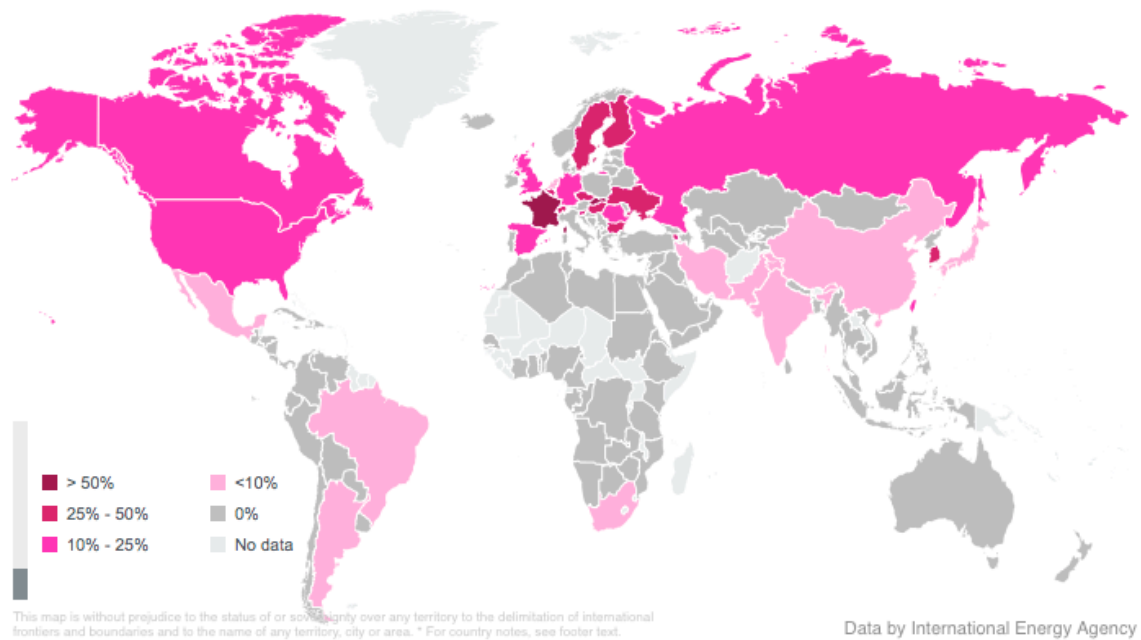 > 50%
25% - 50%
10% - 25%
<10%
0%
No data
This map is without prejudice to the status of or sovereignty over any territory to the delimitation of international
frontiers and boundaries and to the name of any territory, city or area. * For country notes, see footer text.
Data by International Energy Agency